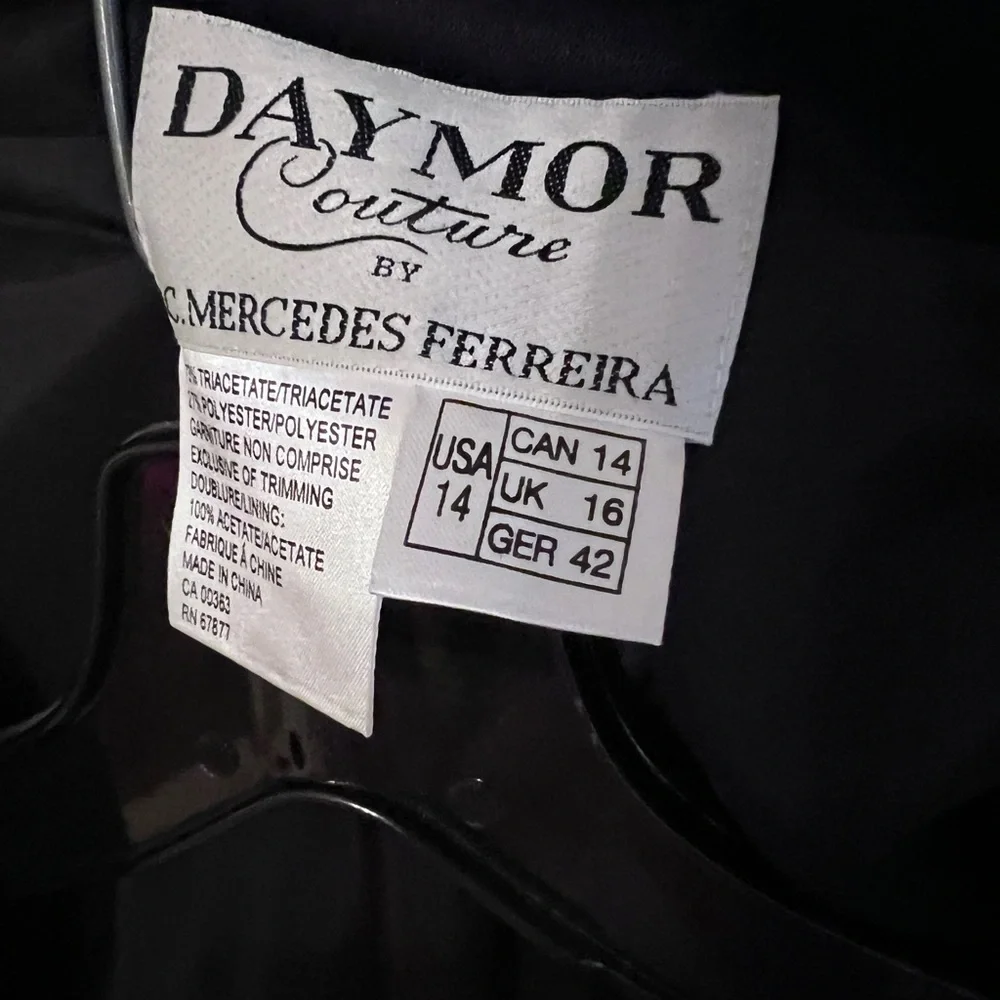 DAYMOR
Couture
BY
C. MERCEDES FERREIRA
TRIACETATE/TRIACETATE
POLYESTER/POLYESTER
GARNITURE NON COMPRISE
EXCLUSIVE OF TRIMMING
DOUBLURE/LINING:
100% ACETATE/ACETATE
FABRIQUÉ À CHINE
MADE IN CHINA
CA 00363
RN 67877
USA
14
CAN 14
UK 16
GER 42